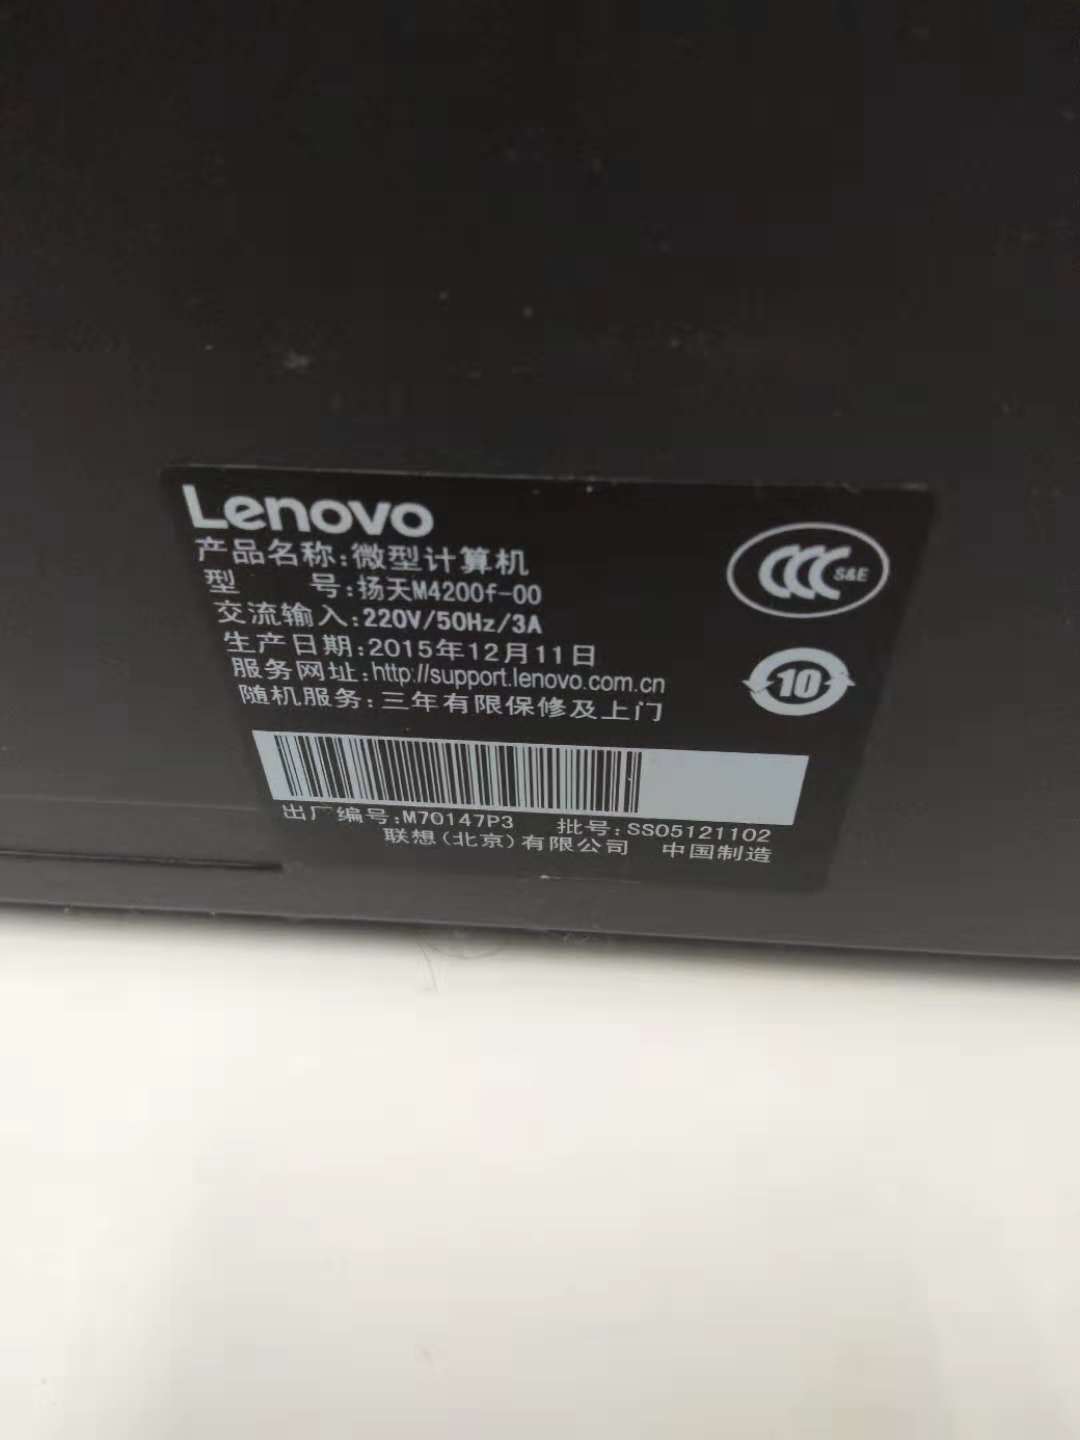 Lenovo
产品名称:微型计算机
型 号:扬天M4200f-00
交流输入:220V/50Hz/3A
生产日期:2015年12月11日
服务网址:http://support.lenovo.com.cn
随机服务:三年有限保修及上门
CCC S&E
10
出厂编号:M70147P3 批号:SS05121102
联想(北京)有限公司 中国制造